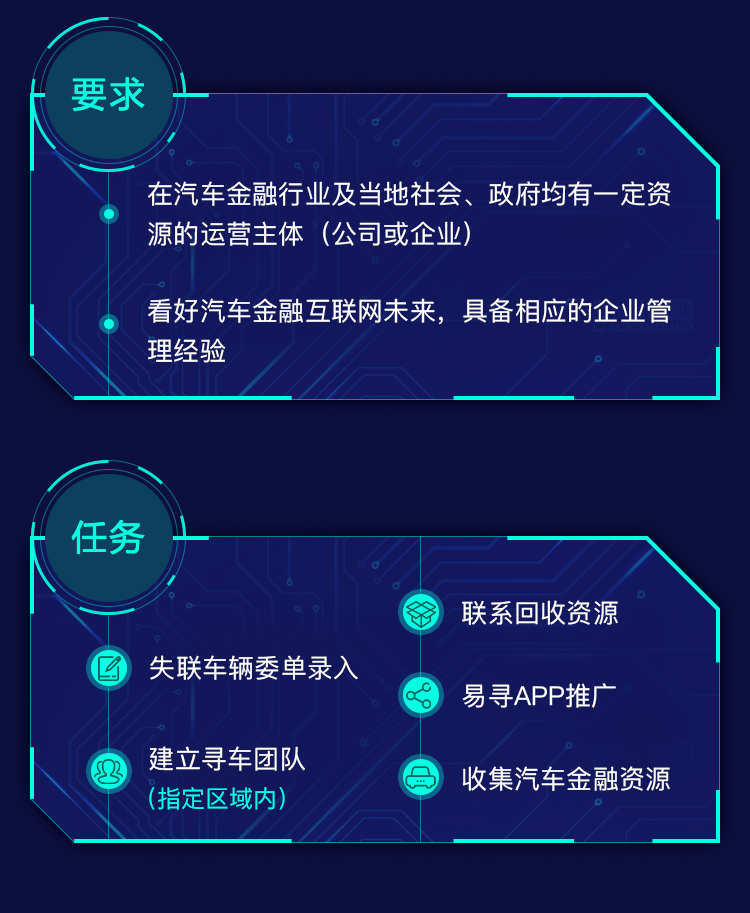 要求
在汽车金融行业及当地社会、政府均有一定资
源的运营主体（公司或企业）
看好汽车金融互联网未来，具备相应的企业管
理经验
任务
失联车辆委单录入
建立寻车团队
（指定区域内）
联系回收资源
易寻APP推广
收集汽车金融资源